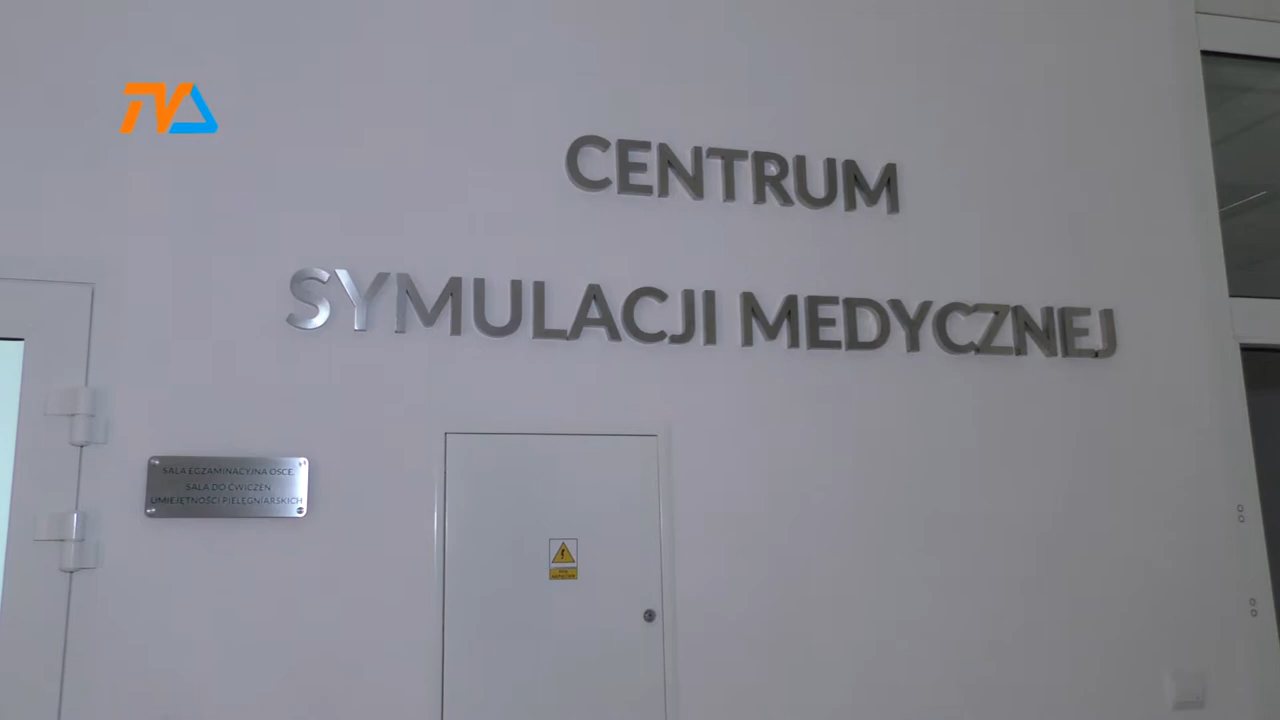 TVA
CENTRUM
SYMULACJI MEDYCZNEJ
SALA EGZAMINACYJNA OSCE.
SALA DO ĆWICZEŃ
UMIEJĘTNOŚCI PIELĘGNIARSKICH